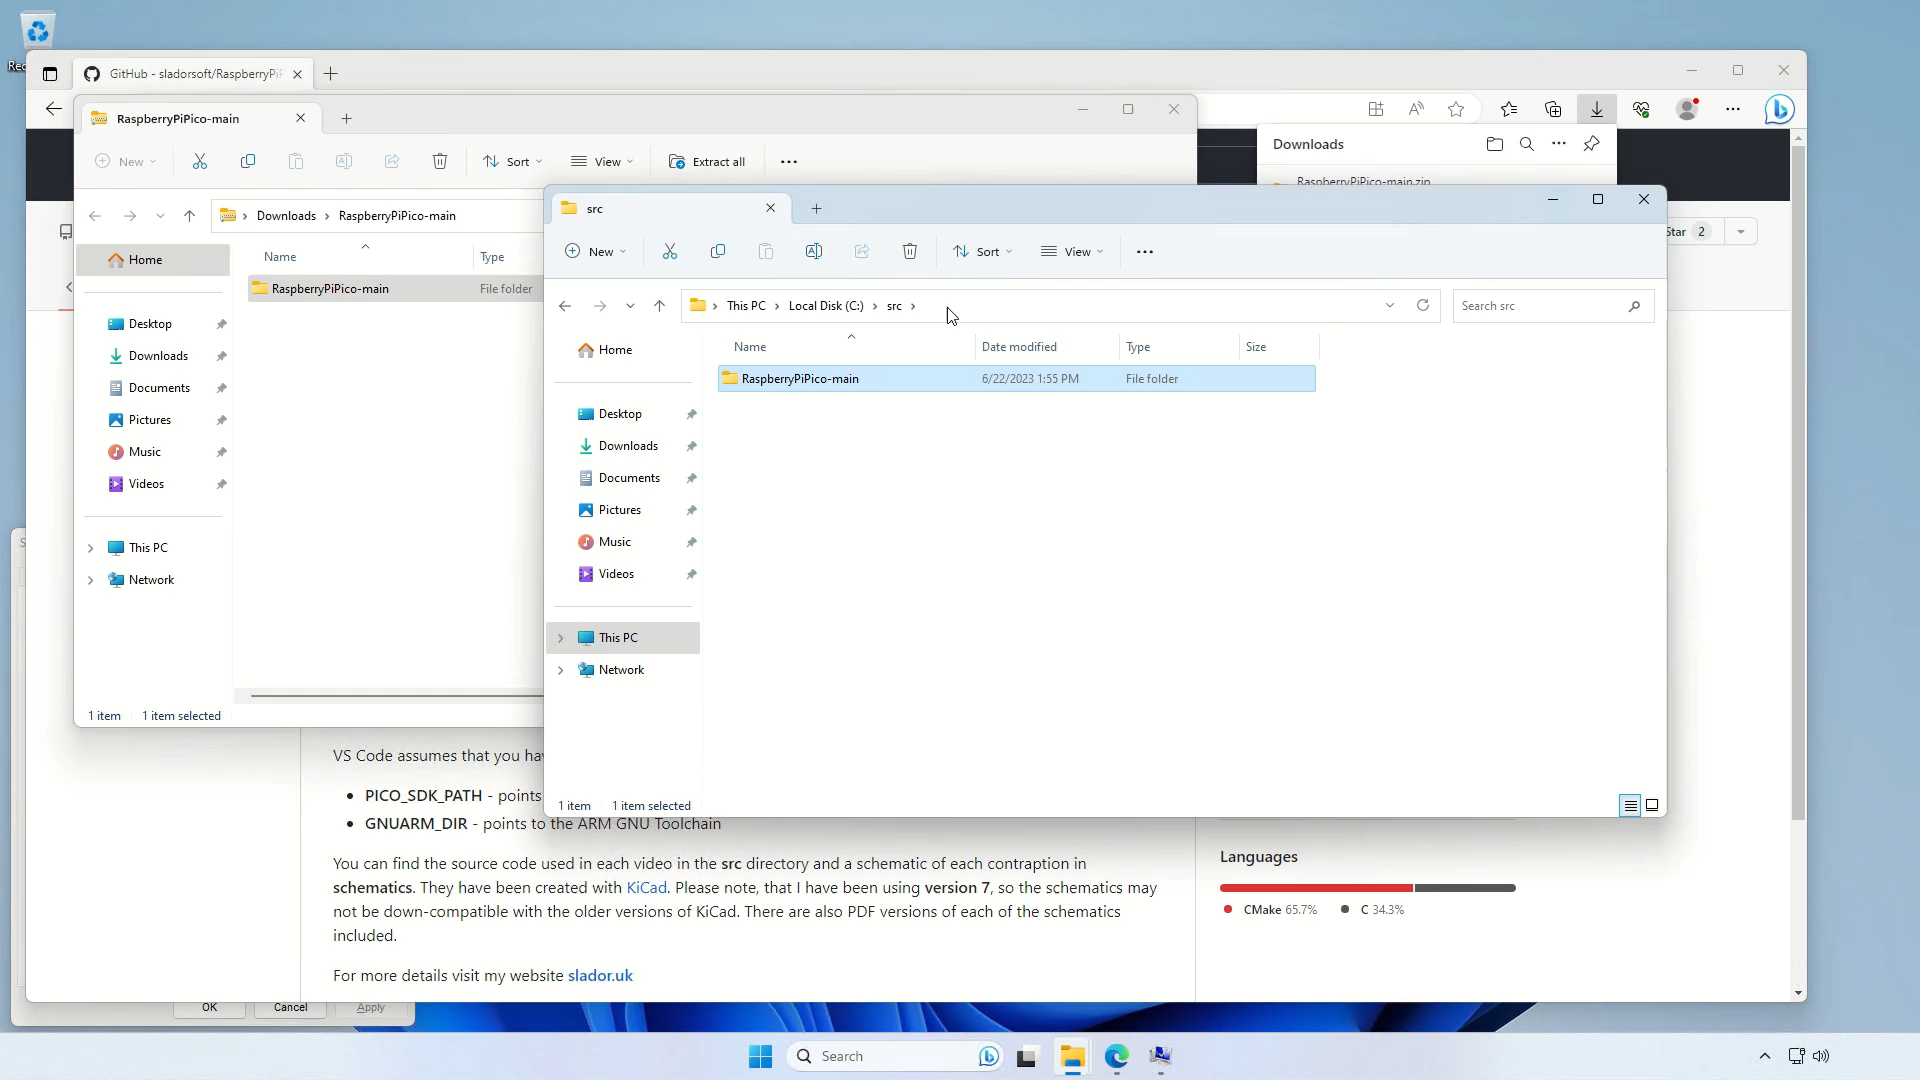 GitHub - sladorsoft/RaspberryPiP
RaspberryPiPico-main
New
Sort
View
Extract all
Downloads
RaspberryPiPico-main.zip
Downloads
RaspberryPiPico-main
Star 2
Home
Name
Type
RaspberryPiPico-main
File folder
Desktop
Downloads
Documents
Pictures
Music
Videos
This PC
Network
1 item
1 item selected
src
New
Sort
View
This PC
Local Disk (C:)
src
Search src
Home
Name
Date modified
Type
Size
RaspberryPiPico-main
6/22/2023 1:55 PM
File folder
Desktop
Downloads
Documents
Pictures
Music
Videos
This PC
Network
1 item
1 item selected
VS Code assumes that you hav
PICO_SDK_PATH - points
GNUARM_DIR - points to the ARM GNU Toolchain
You can find the source code used in each video in the src directory and a schematic of each contraption in
schematics. They have been created with KiCad. Please note, that I have been using version 7, so the schematics may
not be down-compatible with the older versions of KiCad. There are also PDF versions of each of the schematics
included.
For more details visit my website slador.uk
Languages
CMake 65.7%
C 34.3%
OK
Cancel
Apply
Search